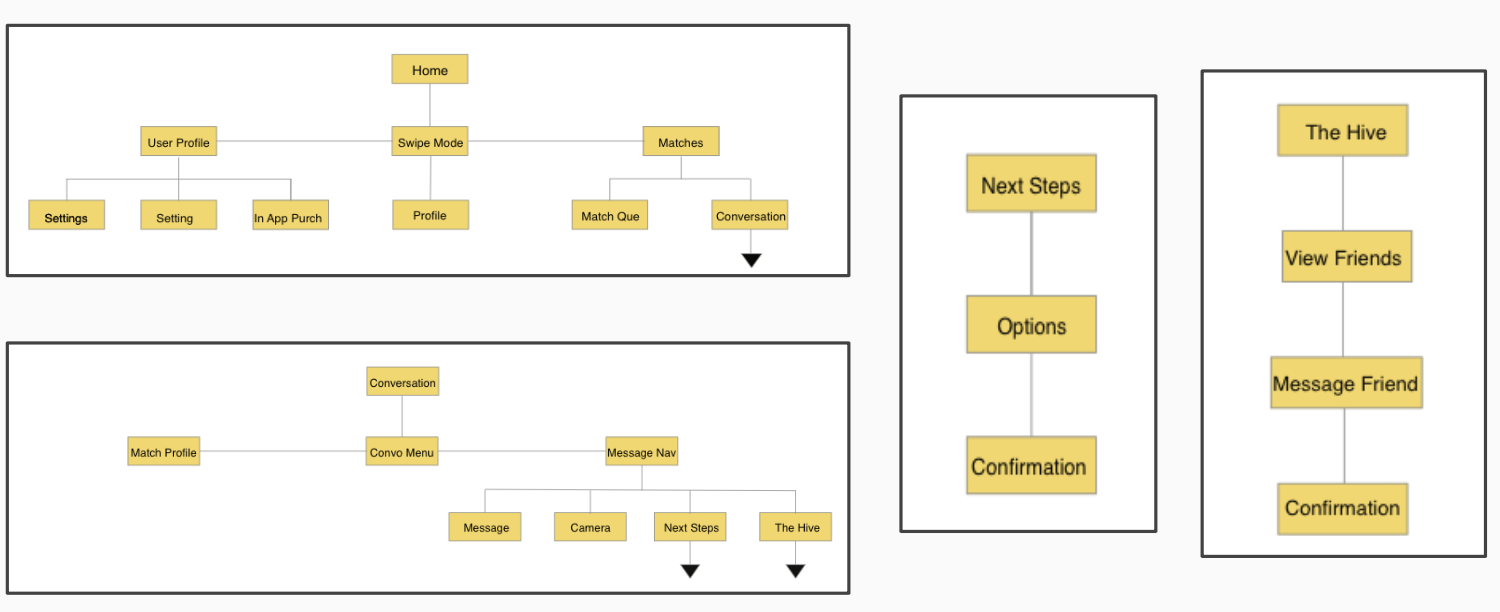 Home
User Profile
Swipe Mode
Matches
Settings
Setting
In App Purch
Profile
Match Que
Conversation
Conversation
Match Profile
Convo Menu
Message Nav
Message
Camera
Next Steps
The Hive
Next Steps
Options
Confirmation
The Hive
View Friends
Message Friend
Confirmation